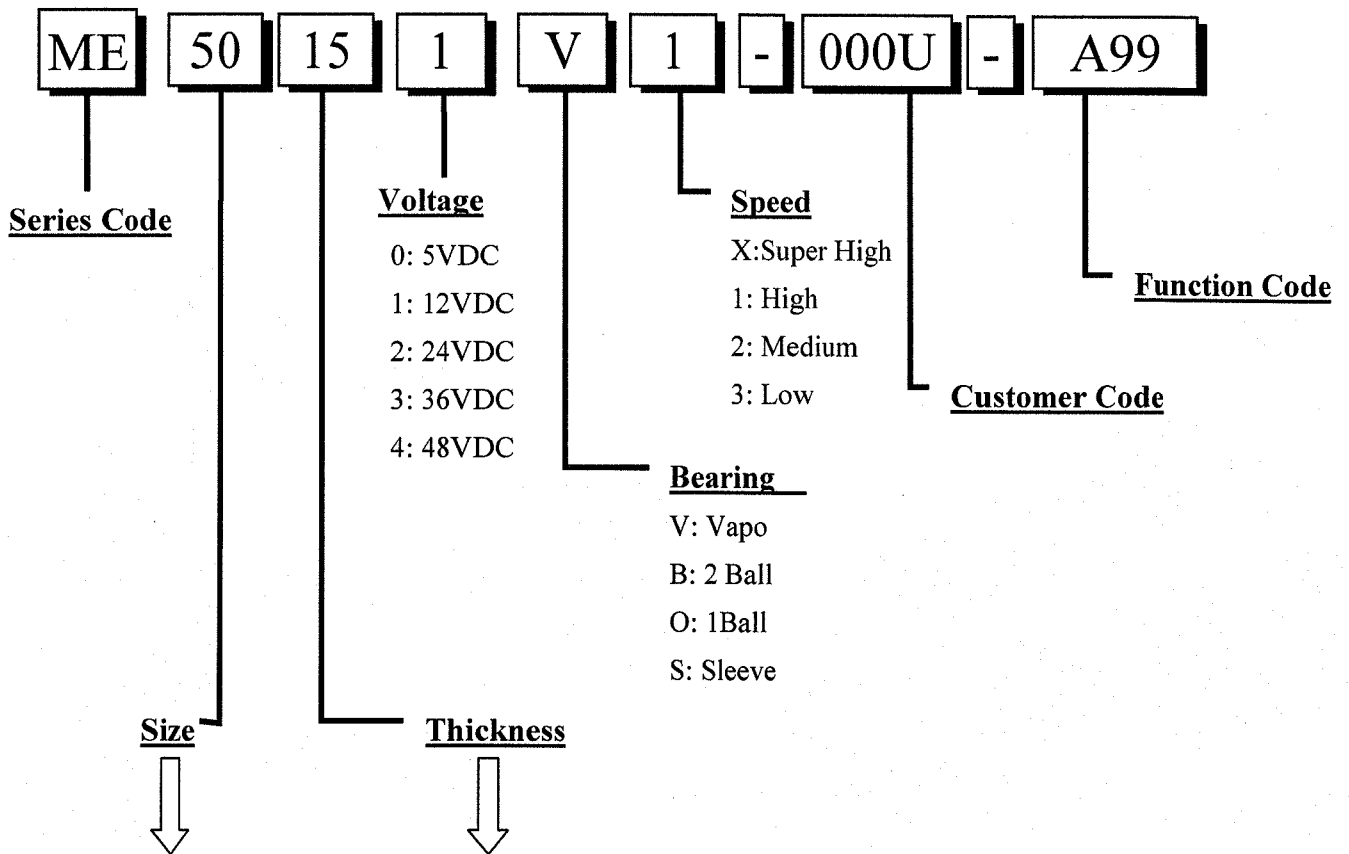 ME 50 15 1 V 1 - 000U - A99
Series Code
Voltage
0: 5VDC
1: 12VDC
2: 24VDC
3: 36VDC
4: 48VDC
Speed
X:Super High
1: High
2: Medium
3: Low
Function Code
Customer Code
Bearing
V: Vapo
B: 2 Ball
O: 1Ball
S: Sleeve
Size
Thickness